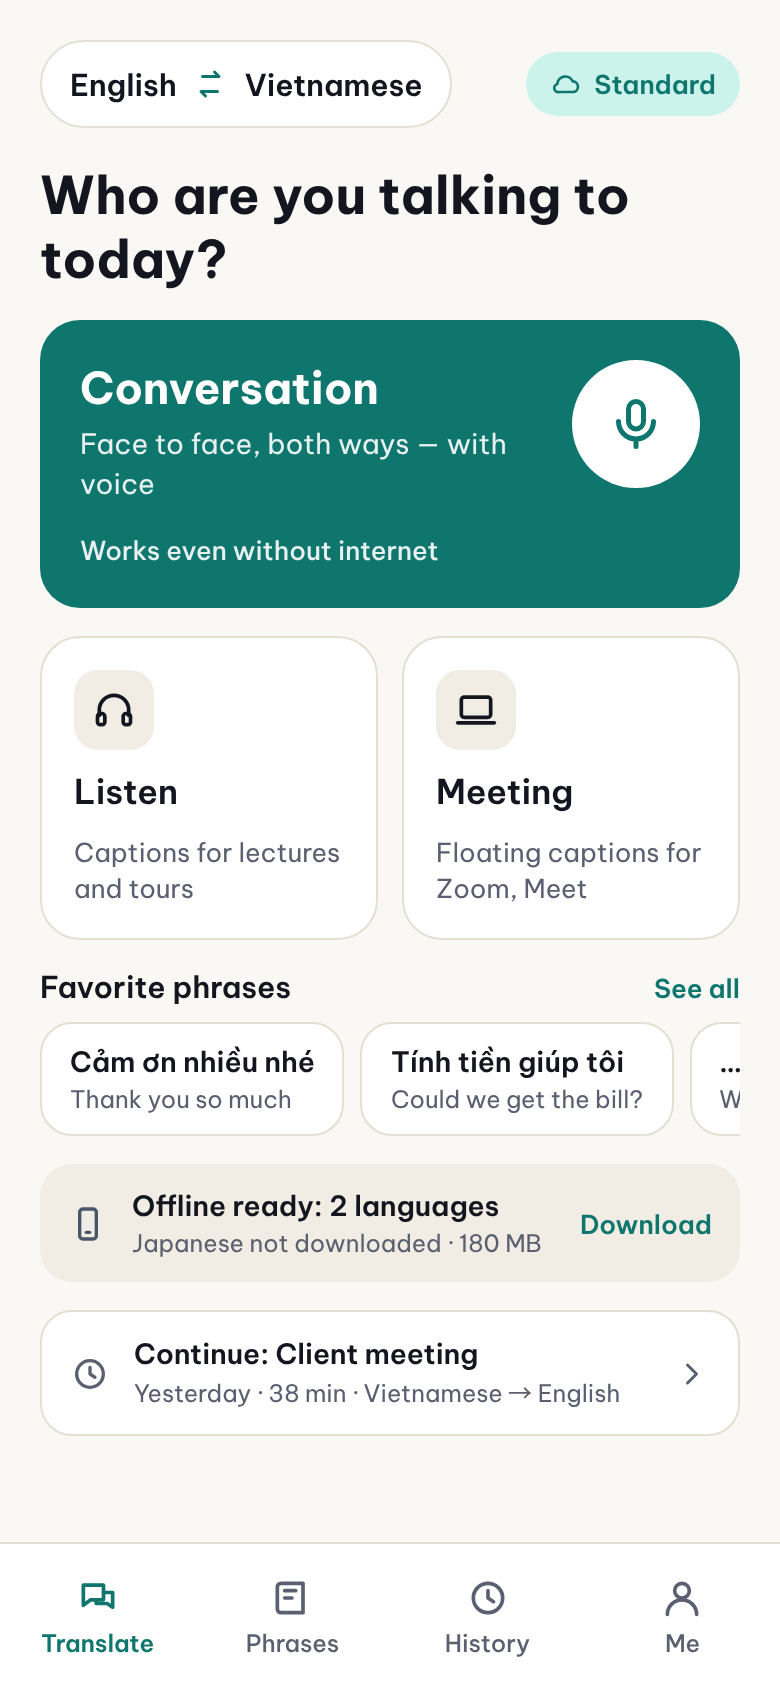 English Vietnamese
Standard
Who are you talking to
today?
Conversation
Face to face, both ways — with
voice
Works even without internet
Listen
Captions for lectures
and tours
Meeting
Floating captions for
Zoom, Meet
Favorite phrases
See all
Cảm ơn nhiều nhé
Thank you so much
Tính tiền giúp tôi
Could we get the bill?
...
Offline ready: 2 languages
Japanese not downloaded · 180 MB
Download
Continue: Client meeting
Yesterday · 38 min · Vietnamese → English
Translate
Phrases
History
Me